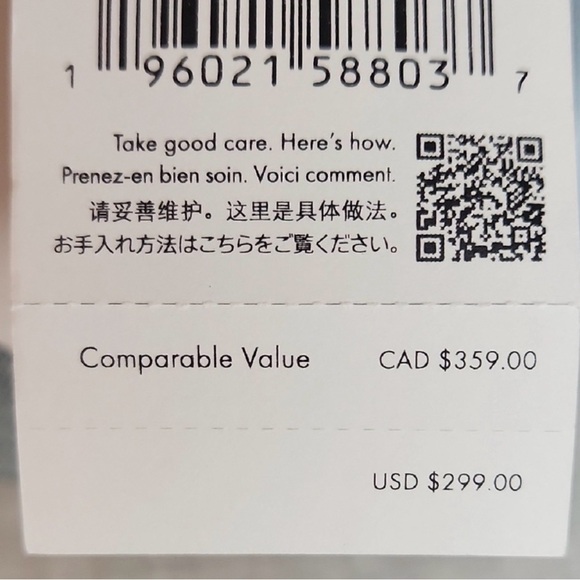 1 96021 58803 7
Take good care. Here's how.
Prenez-en bien soin. Voici comment.
请妥善维护。这里是具体做法。
お手入れ方法はこちらをご覧ください。
Comparable Value CAD $359.00
USD $299.00